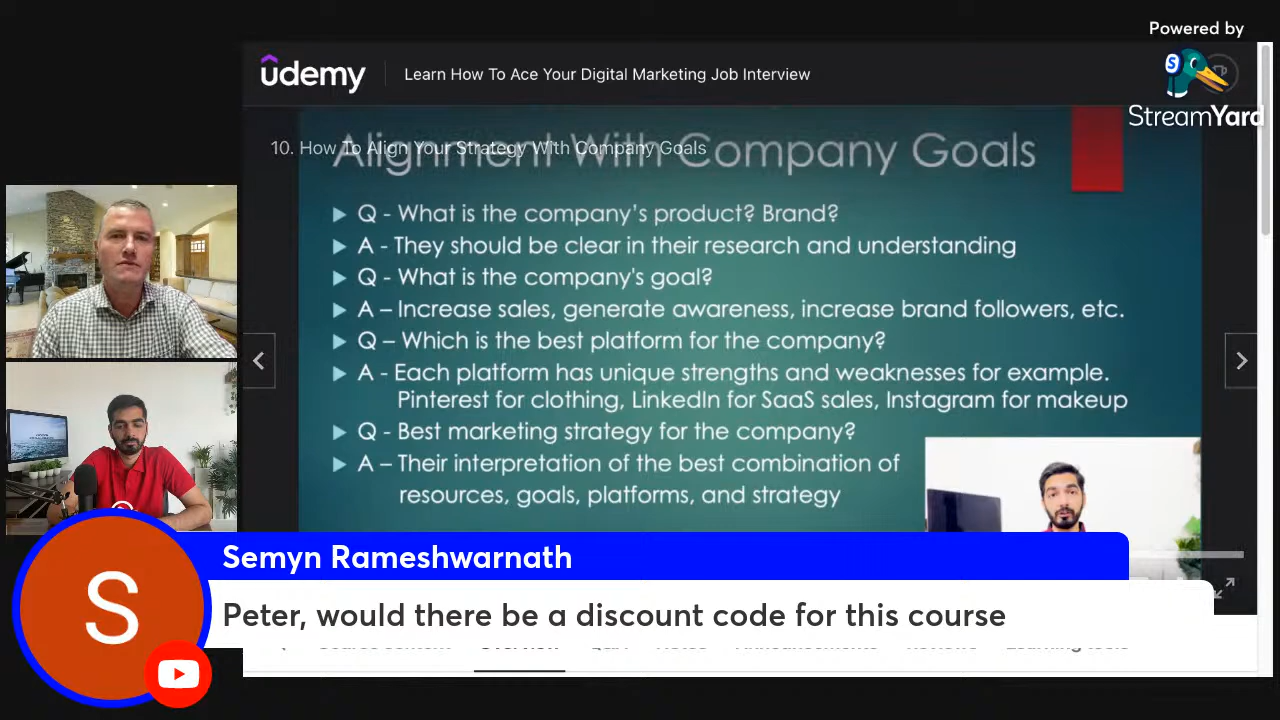 Powered by
StreamYard
udemy
Learn How To Ace Your Digital Marketing Job Interview
10. How To Align Your Strategy With Company Goals
Alignment With Company Goals
Q - What is the company's product? Brand?
A - They should be clear in their research and understanding
Q - What is the company's goal?
A – Increase sales, generate awareness, increase brand followers, etc.
Q – Which is the best platform for the company?
A - Each platform has unique strengths and weaknesses for example.
Pinterest for clothing, LinkedIn for SaaS sales, Instagram for makeup
Q - Best marketing strategy for the company?
A – Their interpretation of the best combination of
resources, goals, platforms, and strategy
S
Semyn Rameshwarnath
Peter, would there be a discount code for this course